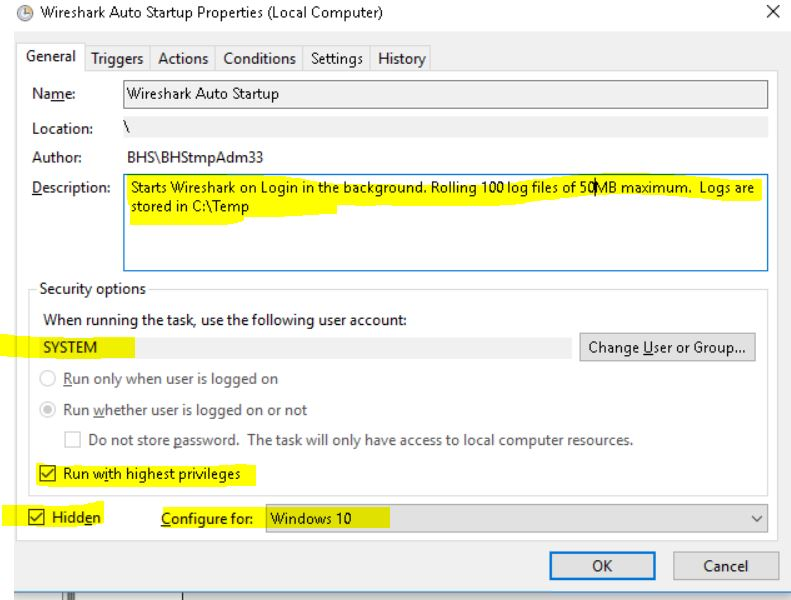 Wireshark Auto Startup Properties (Local Computer)
General Triggers Actions Conditions Settings History
Name: Wireshark Auto Startup
Location: \
Author: BHS\BHStmpAdm33
Description: Starts Wireshark on Login in the background. Rolling 100 log files of 50MB maximum. Logs are
stored in C:\Temp
Security options
When running the task, use the following user account:
SYSTEM Change User or Group...
Run only when user is logged on
Run whether user is logged on or not
Do not store password. The task will only have access to local computer resources.
Run with highest privileges
Hidden Configure for: Windows 10
OK Cancel